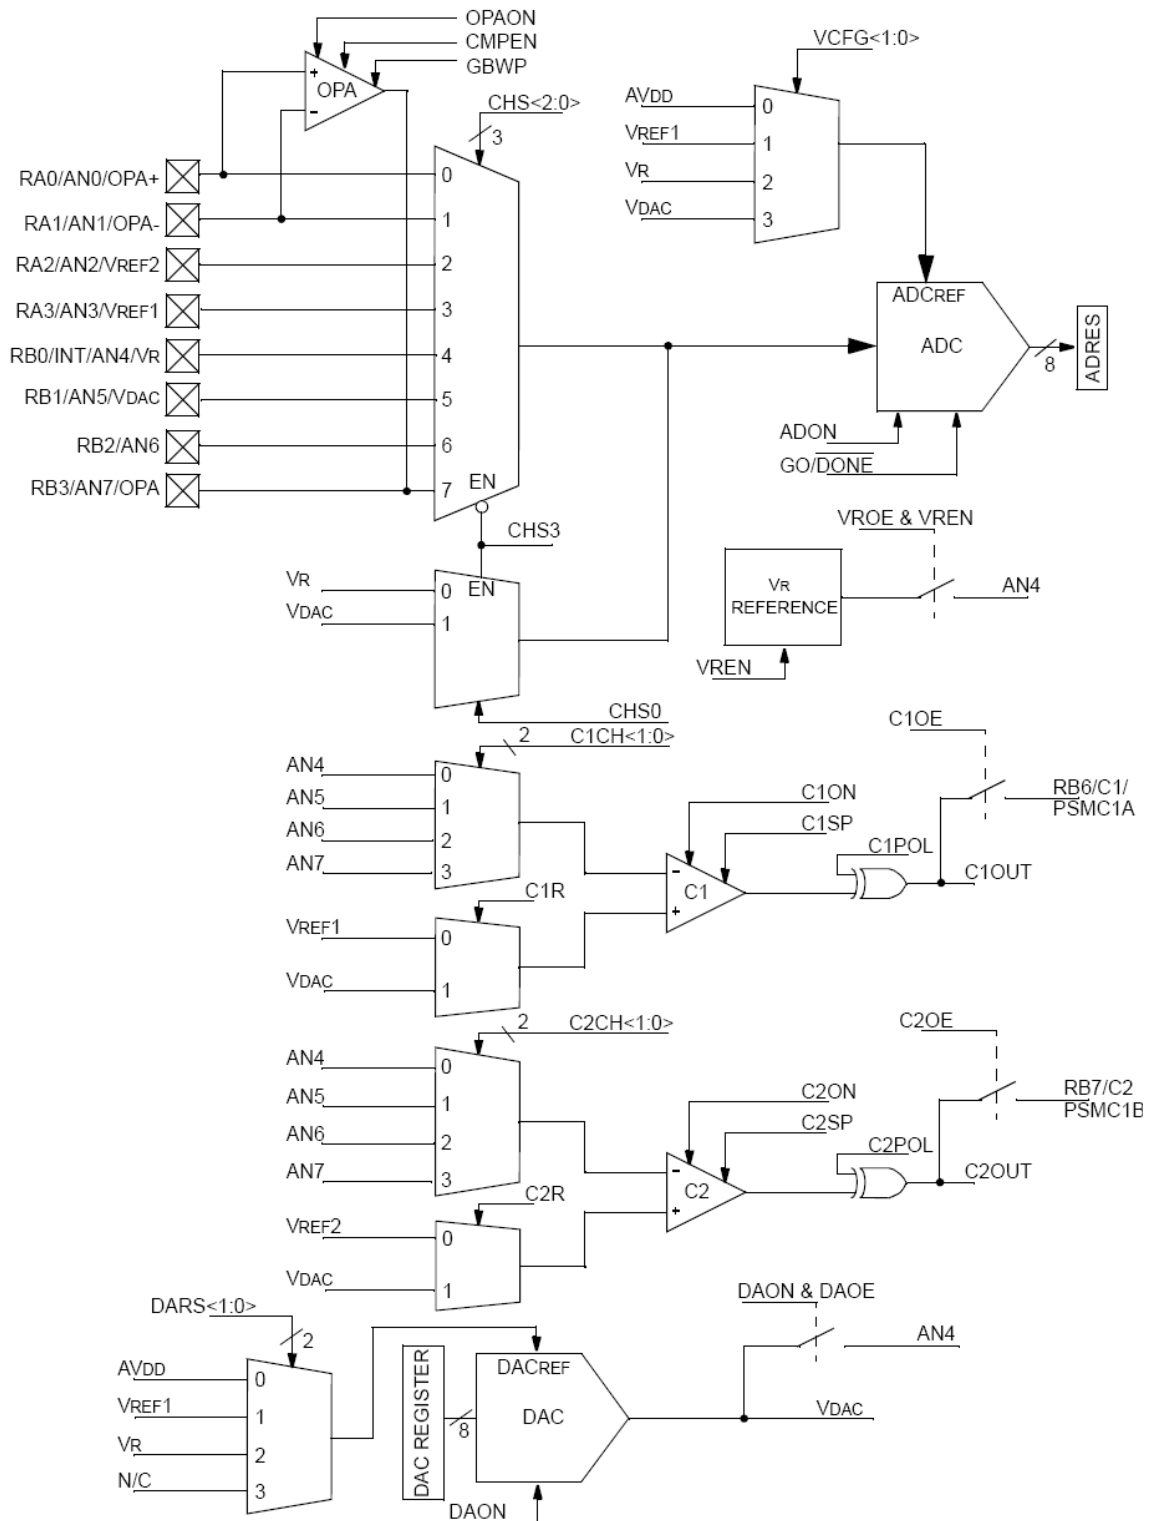 OPAON
CMPEN
GBWP
+
OPA
-
CHS<2:0>
3
RA0/AN0/OPA+
RA1/AN1/OPA-
RA2/AN2/VREF2
RA3/AN3/VREF1
RB0/INT/AN4/VR
RB1/AN5/VDAC
RB2/AN6
RB3/AN7/OPA
0
1
2
3
4
5
6
7
EN
CHS3
VCFG<1:0>
AVDD
VREF1
VR
VDAC
0
1
2
3
ADCREF
ADC
8
ADRES
ADON
GO/DONE
VR
VDAC
0
1
EN
CHS0
VROE & VREN
VR
REFERENCE
AN4
VREN
2
C1CH<1:0>
AN4
AN5
AN6
AN7
0
1
2
3
C1R
VREF1
VDAC
0
1
C1ON
C1SP
-
C1
+
C1POL
C1OE
RB6/C1/
PSMC1A
C1OUT
2
C2CH<1:0>
AN4
AN5
AN6
AN7
0
1
2
3
C2R
VREF2
VDAC
0
1
C2ON
C2SP
-
C2
+
C2POL
C2OE
RB7/C2
PSMC1B
C2OUT
DARS<1:0>
2
AVDD
VREF1
VR
N/C
0
1
2
3
DAC REGISTER
8
DACREF
DAC
DAON
DAON & DAOE
AN4
VDAC